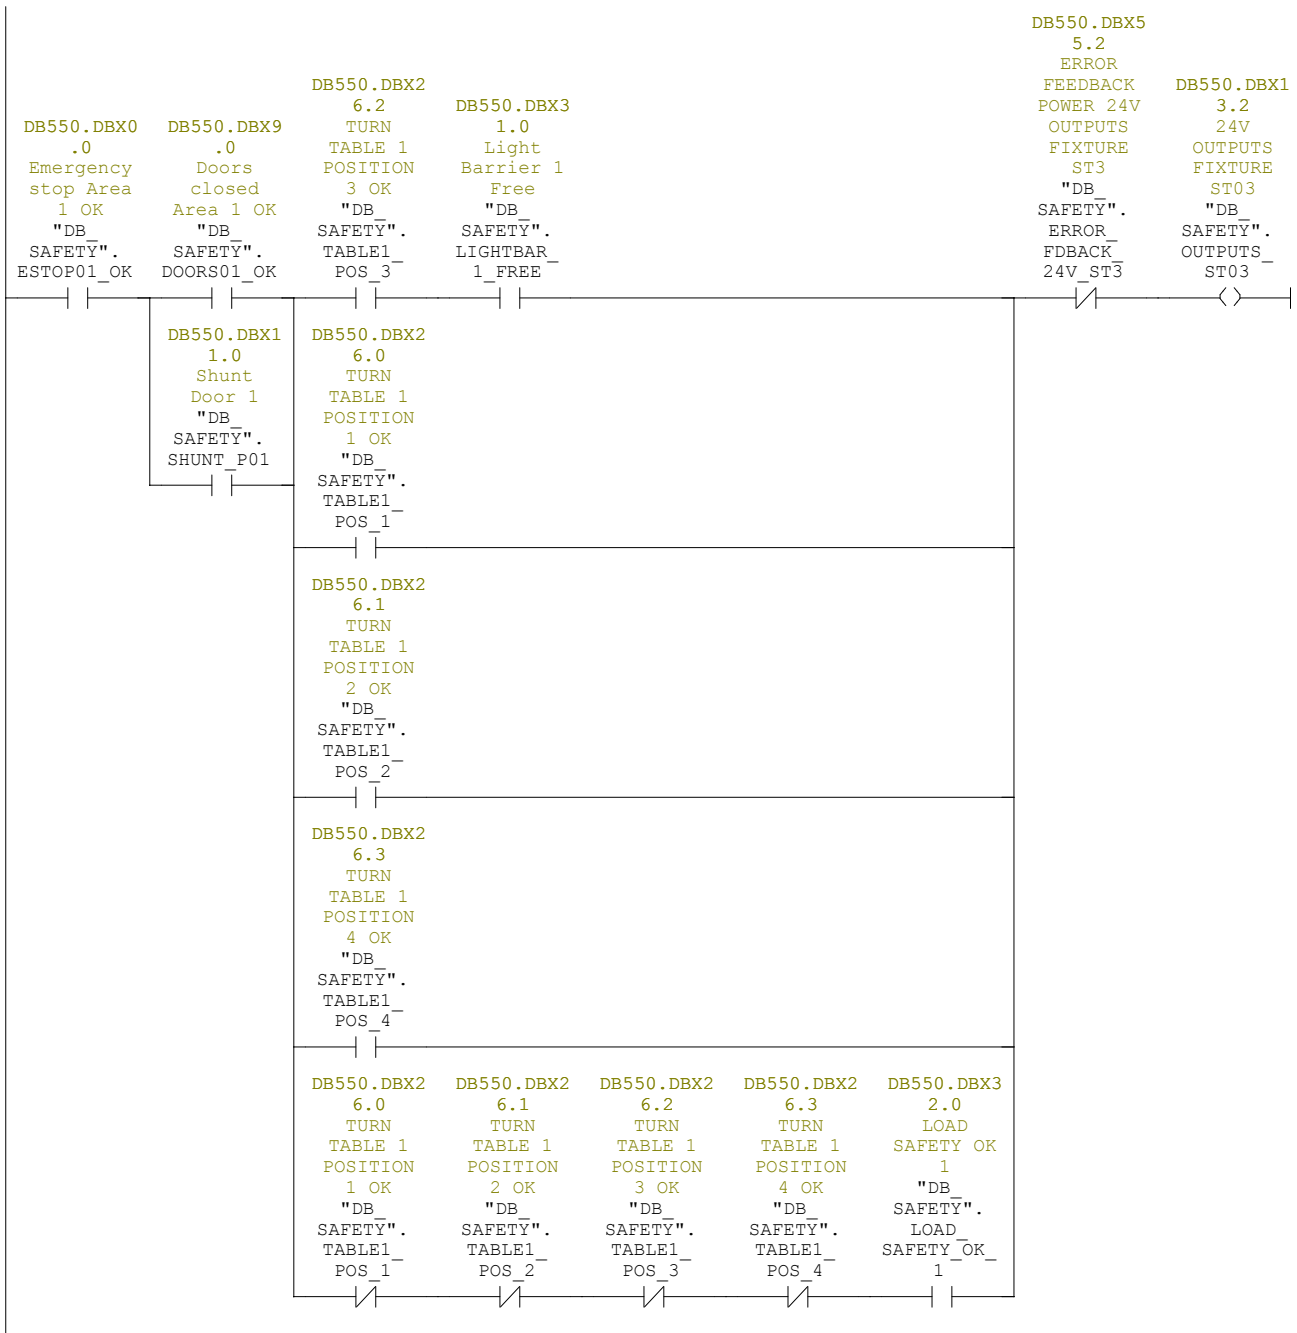 DB550.DBX0
.0
Emergency
stop Area
1 OK
"DB_
SAFETY".
ESTOP01_OK
DB550.DBX9
.0
Doors
closed
Area 1 OK
"DB_
SAFETY".
DOORS01_OK
DB550.DBX2
6.2
TURN
TABLE 1
POSITION
3 OK
"DB_
SAFETY".
TABLE1_
POS_3
DB550.DBX3
1.0
Light
Barrier 1
Free
"DB_
SAFETY".
LIGHTBAR_
1_FREE
DB550.DBX5
5.2
ERROR
FEEDBACK
POWER 24V
OUTPUTS
FIXTURE
ST3
"DB_
SAFETY".
ERROR_
FDBACK_
24V_ST3
DB550.DBX1
3.2
24V
OUTPUTS
FIXTURE
ST03
"DB_
SAFETY".
OUTPUTS_
ST03
DB550.DBX1
1.0
Shunt
Door 1
"DB_
SAFETY".
SHUNT_P01
DB550.DBX2
6.0
TURN
TABLE 1
POSITION
1 OK
"DB_
SAFETY".
TABLE1_
POS_1
DB550.DBX2
6.1
TURN
TABLE 1
POSITION
2 OK
"DB_
SAFETY".
TABLE1_
POS_2
DB550.DBX2
6.3
TURN
TABLE 1
POSITION
4 OK
"DB_
SAFETY".
TABLE1_
POS_4
DB550.DBX2
6.0
TURN
TABLE 1
POSITION
1 OK
"DB_
SAFETY".
TABLE1_
POS_1
DB550.DBX2
6.1
TURN
TABLE 1
POSITION
2 OK
"DB_
SAFETY".
TABLE1_
POS_2
DB550.DBX2
6.2
TURN
TABLE 1
POSITION
3 OK
"DB_
SAFETY".
TABLE1_
POS_3
DB550.DBX2
6.3
TURN
TABLE 1
POSITION
4 OK
"DB_
SAFETY".
TABLE1_
POS_4
DB550.DBX3
2.0
LOAD
SAFETY OK
1
"DB_
SAFETY".
LOAD_
SAFETY_OK_
1